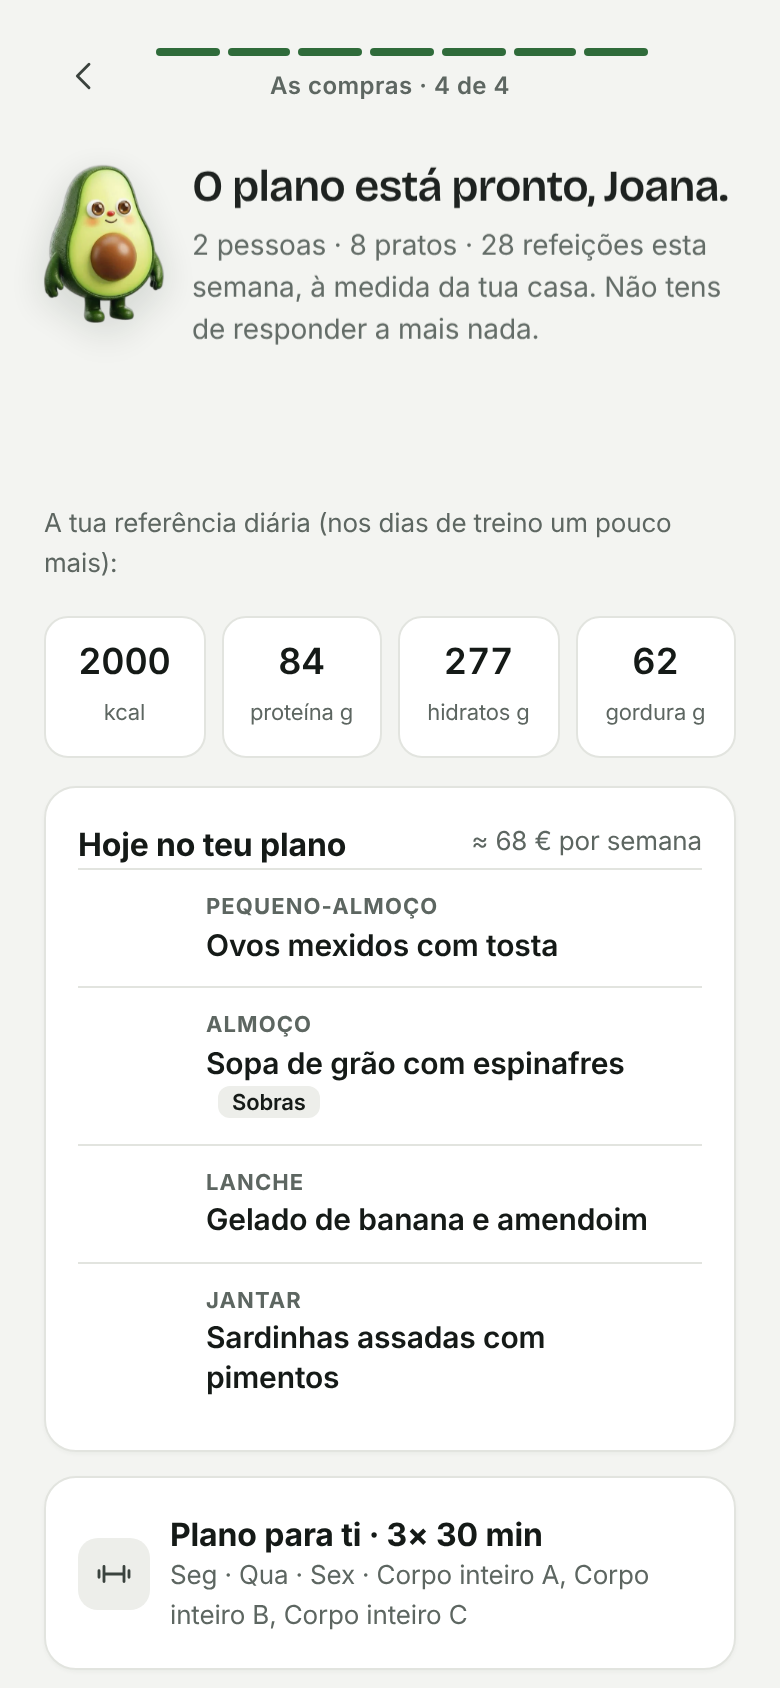 As compras · 4 de 4
O plano está pronto, Joana.
2 pessoas · 8 pratos · 28 refeições esta
semana, à medida da tua casa. Não tens
de responder a mais nada.
A tua referência diária (nos dias de treino um pouco
mais):
2000
kcal
84
proteína g
277
hidratos g
62
gordura g
Hoje no teu plano
≈ 68 € por semana
PEQUENO-ALMOÇO
Ovos mexidos com tosta
ALMOÇO
Sopa de grão com espinafres
Sobras
LANCHE
Gelado de banana e amendoim
JANTAR
Sardinhas assadas com
pimentos
Plano para ti · 3× 30 min
Seg · Qua · Sex · Corpo inteiro A, Corpo
inteiro B, Corpo inteiro C